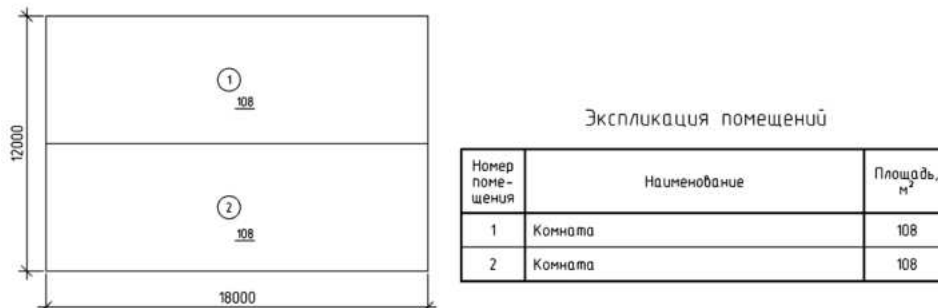 1
108
12000
2
108
18000
Экспликация помещений
Номер
поме-
щения
Наименование
Площадь,
м²
1 Комната 108
2 Комната 108